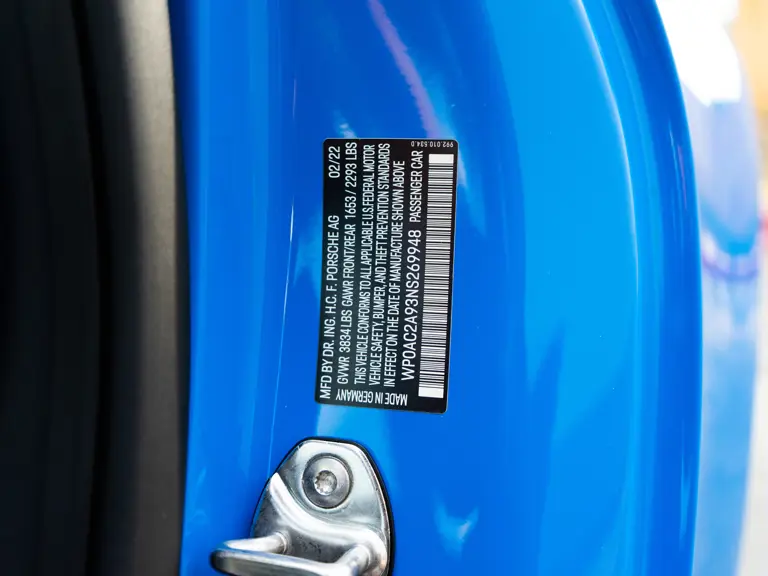 MFD BY DR. ING. H.C. F. PORSCHE AG 02/22
GVWR 3834 LBS GAWR FRONT/REAR 1653 / 2293 LBS
THIS VEHICLE CONFORMS TO ALL APPLICABLE U.S. FEDERAL MOTOR
VEHICLE SAFETY, BUMPER, AND THEFT PREVENTION STANDARDS
IN EFFECT ON THE DATE OF MANUFACTURE SHOWN ABOVE
WP0AC2A93NS269948 PASSENGER CAR
MADE IN GERMANY
992.010.534.0